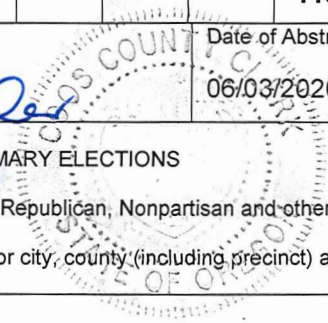 Date of Abstr
06/03/2020
COOS COUNTY CLERK
MARY ELECTIONS
Republican, Nonpartisan and other
or city, county (including precinct) a
STATE OF OREGON